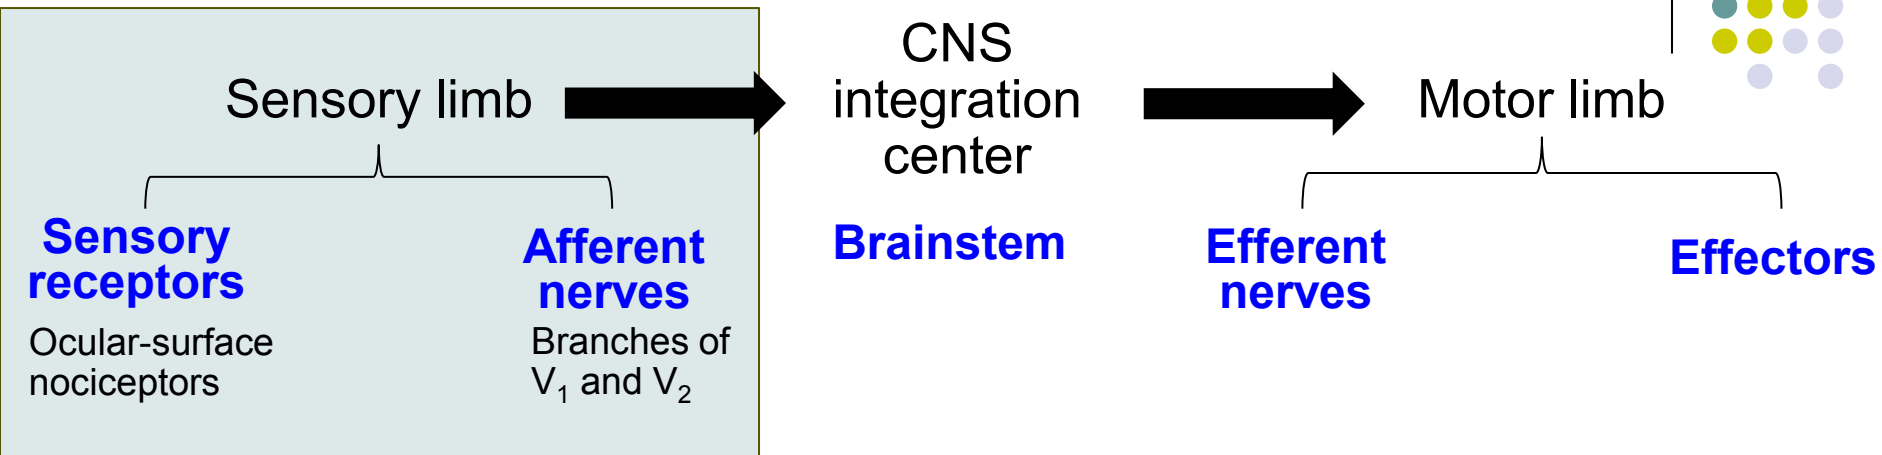 Sensory limb
CNS
integration
center
Motor limb
Sensory
receptors
Ocular-surface
nociceptors
Afferent
nerves
Branches of
V₁ and V₂
Brainstem
Efferent
nerves
Effectors